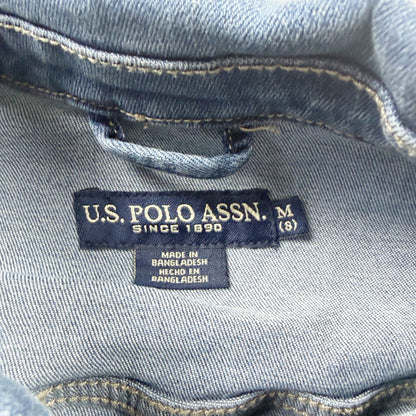 U.S. POLO ASSN.
SINCE 1890
M
(8)
MADE IN
BANGLADESH
HECHO EN
BANGLADESH